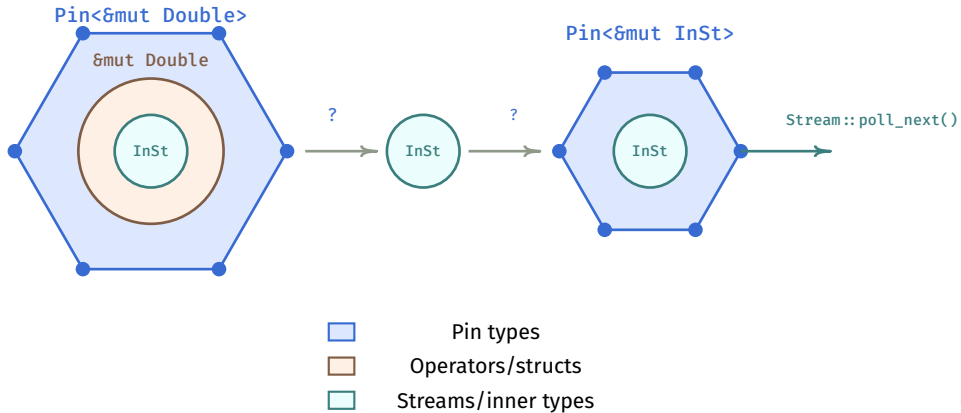 Pin<&mut Double>
&mut Double
InSt
?
InSt
?
Pin<&mut InSt>
InSt
Stream::poll_next()
Pin types
Operators/structs
Streams/inner types